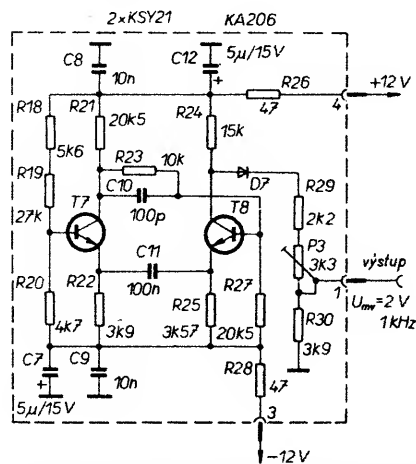 2×KSY21 KA206
C8 C12 5µ/15V
10n + R26 +12V
R18 R21 R24 47 4
20k5 15k
5k6 R23 10k
R19 C10 D7 R29
27k T7 100p T8 2k2
P3
3k3 výstup
C11 1
R20 R22 100n R25 R27 R30 Umv=2V
1kHz
4k7 3k9 3k57 20k5 3k9
C7 C9 R28
+ 10n 47
5µ/15V 3
-12V